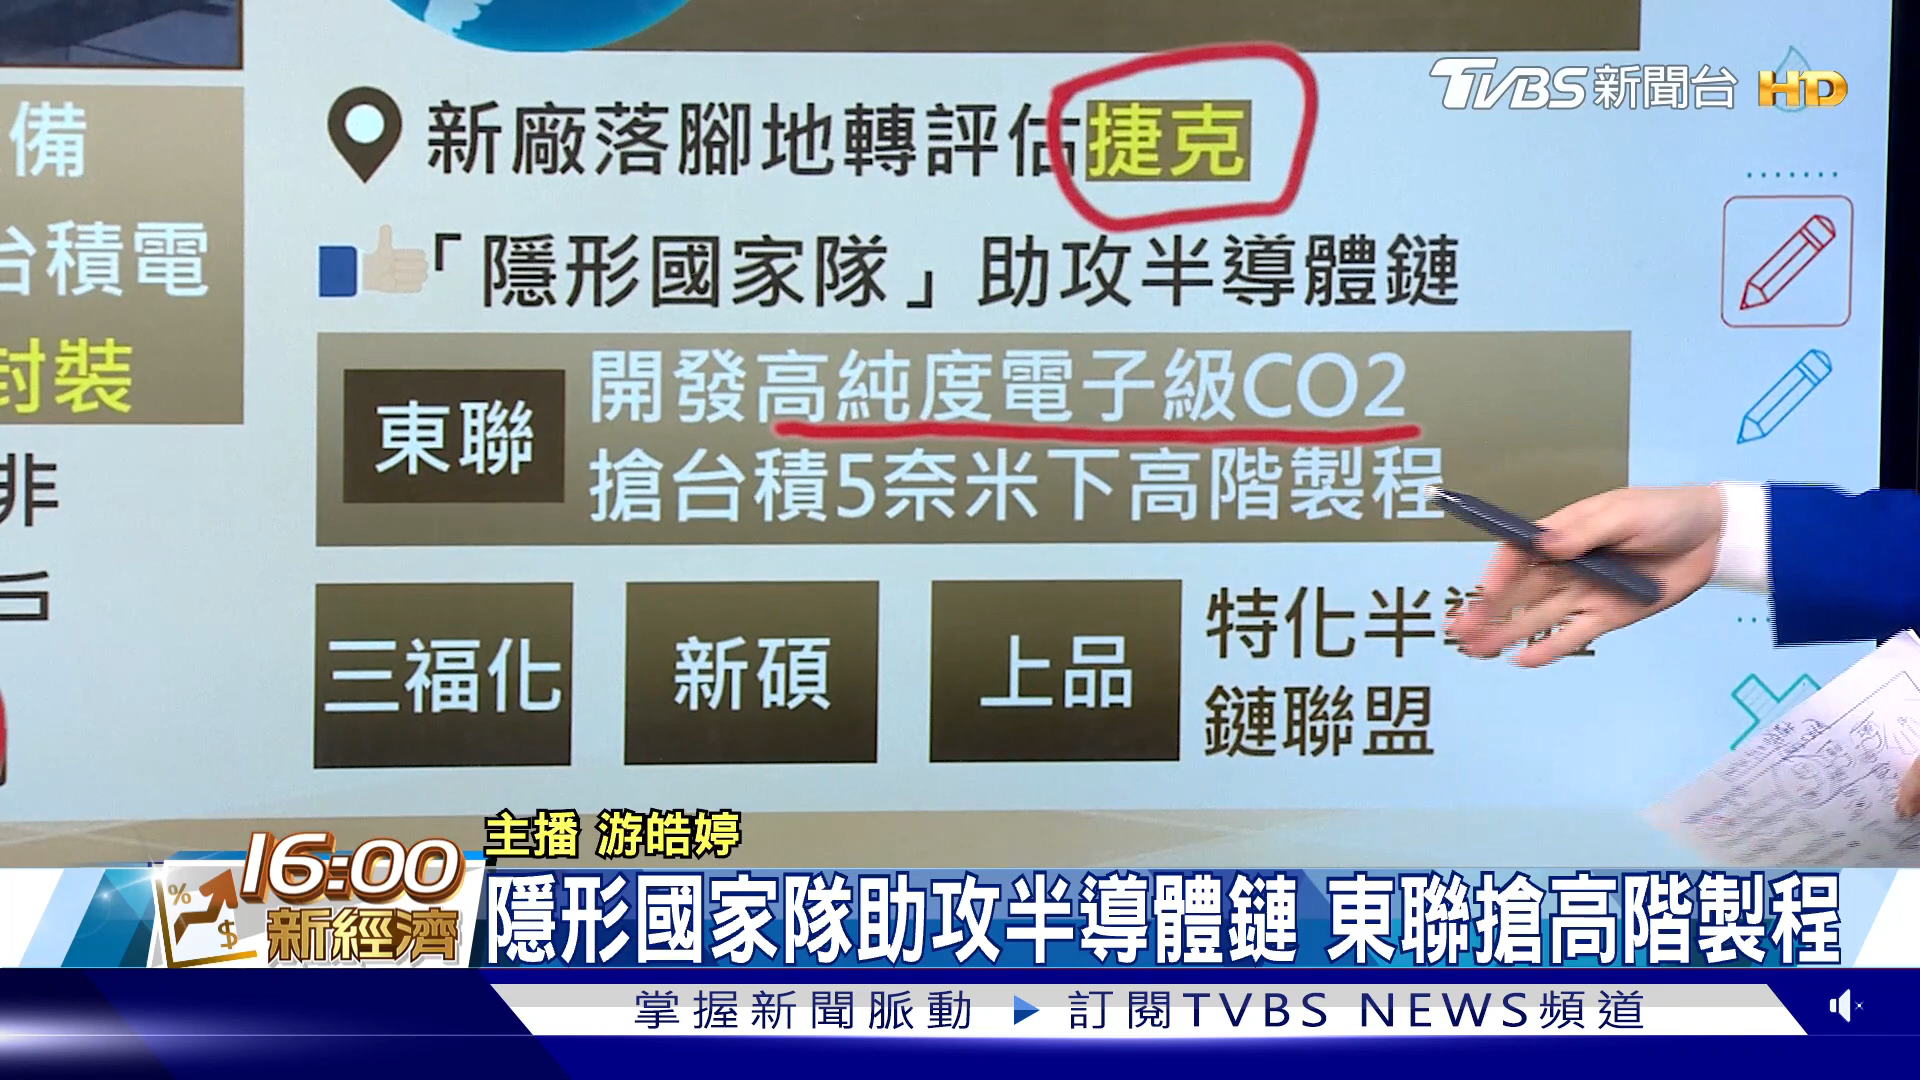 TVBS新聞台 HD
新廠落腳地轉評估捷克
「隱形國家隊」助攻半導體鏈
備
台積電
封裝
非
戶
東聯
開發高純度電子級CO2
搶台積5奈米下高階製程
三福化
新碩
上品
特化半導體
鏈聯盟
主播 游皓婷
16:00
新經濟
% $
隱形國家隊助攻半導體鏈 東聯搶高階製程
掌握新聞脈動 ▶ 訂閱TVBS NEWS頻道